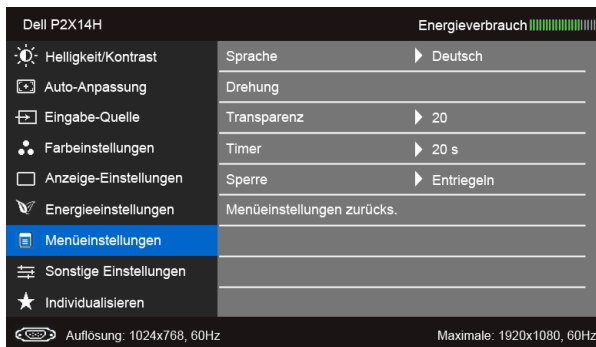 Dell P2X14H Energieverbrauch
Helligkeit/Kontrast Sprache Deutsch
Auto-Anpassung Drehung
Eingabe-Quelle Transparenz 20
Farbeinstellungen Timer 20 s
Anzeige-Einstellungen Sperre Entriegeln
Energieeinstellungen Menüeinstellungen zurücks.
Menüeinstellungen
Sonstige Einstellungen
Individualisieren
Auflösung: 1024x768, 60Hz Maximale: 1920x1080, 60Hz